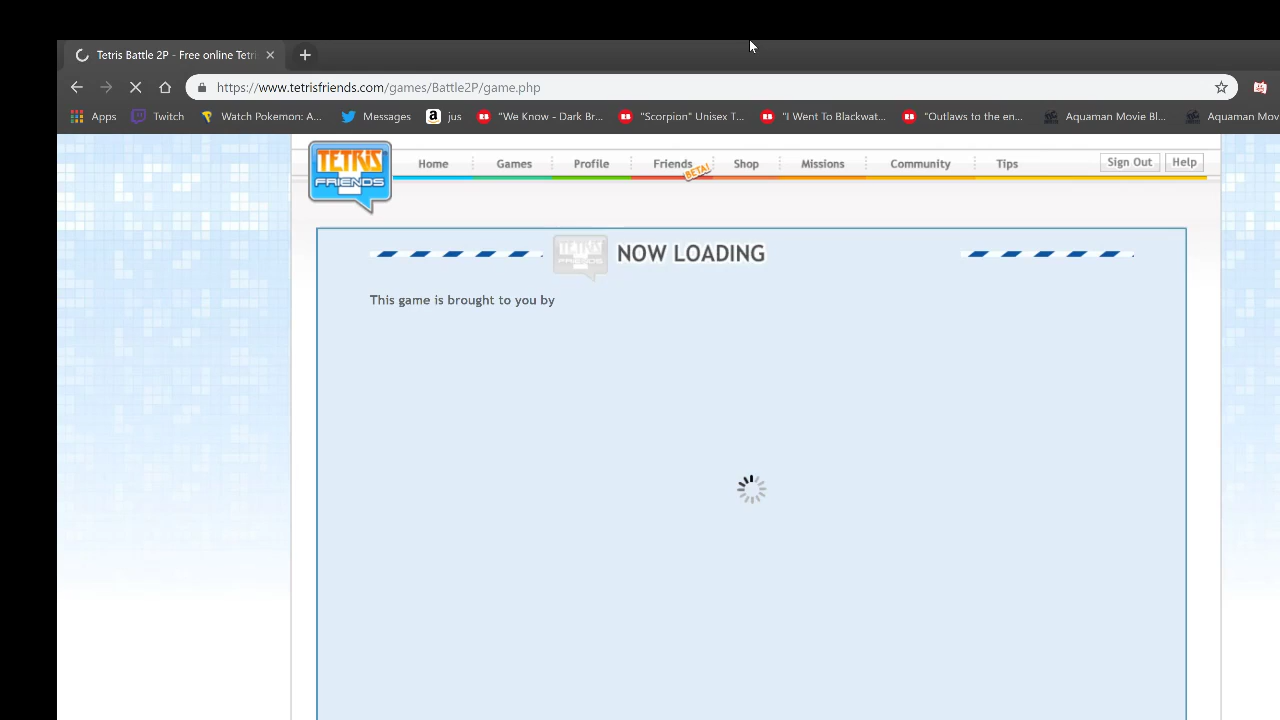 Tetris Battle 2P - Free online Tetri
https://www.tetrisfriends.com/games/Battle2P/game.php
Apps Twitch Watch Pokemon: A... Messages jus "We Know - Dark Br... "Scorpion" Unisex T... "I Went To Blackwat... "Outlaws to the en... Aquaman Movie Bl... Aquaman Mov
TETRIS
FRIENDS
Home Games Profile Friends BETA! Shop Missions Community Tips Sign Out Help
TETRIS
FRIENDS
NOW LOADING
This game is brought to you by